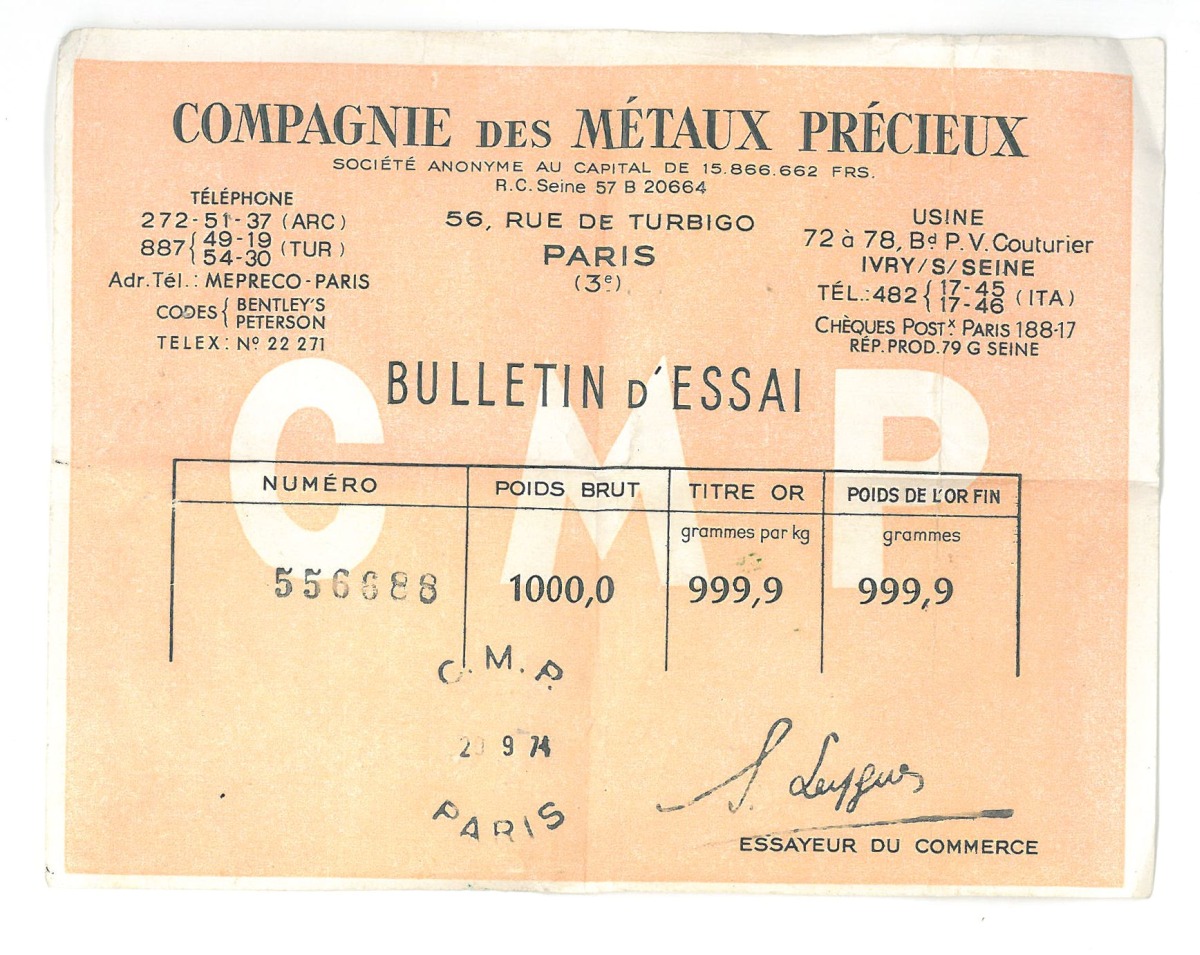 COMPAGNIE DES MÉTAUX PRÉCIEUX
SOCIÉTÉ ANONYME AU CAPITAL DE 15.866.662 FRS.
R.C. Seine 57 B 20664
TÉLÉPHONE
272-51-37 (ARC)
887 { 49-19
54-30 (TUR)
Adr. Tél.: MEPRECO-PARIS
CODES { BENTLEY'S
PETERSON
TELEX: Nº 22 271
56, RUE DE TURBIGO
PARIS
(3e)
USINE
72 à 78, Bd P.V. Couturier
IVRY/S/SEINE
TÉL.: 482 { 17-45
17-46 (ITA)
CHÈQUES POSTx PARIS 188-17
RÉP. PROD. 79 G SEINE
CMP
BULLETIN D'ESSAI
NUMÉRO POIDS BRUT TITRE OR POIDS DE L'OR FIN
grammes par kg grammes
556688 1000,0 999,9 999,9
C.M.P.
9 74
PARIS
ESSAYEUR DU COMMERCE